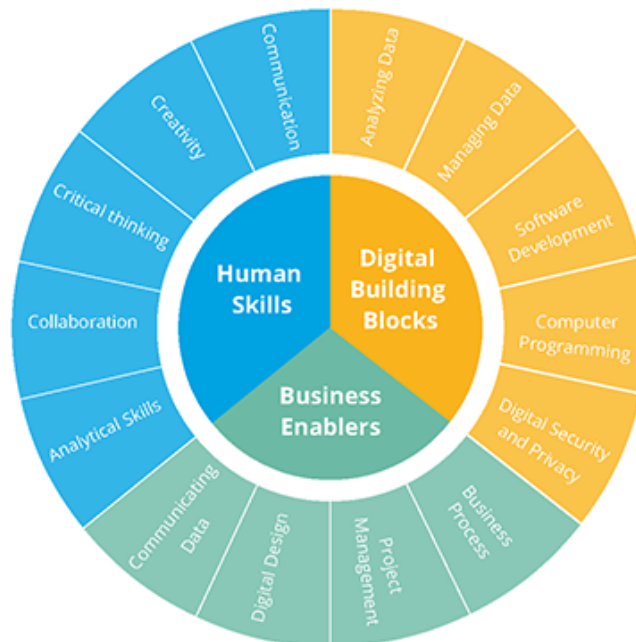 Human
Skills
Digital
Building
Blocks
Business
Enablers
Communication
Analyzing Data
Managing Data
Software
Development
Computer
Programming
Digital Security
and Privacy
Business
Process
Project
Management
Digital Design
Communicating
Data
Analytical Skills
Collaboration
Critical thinking
Creativity